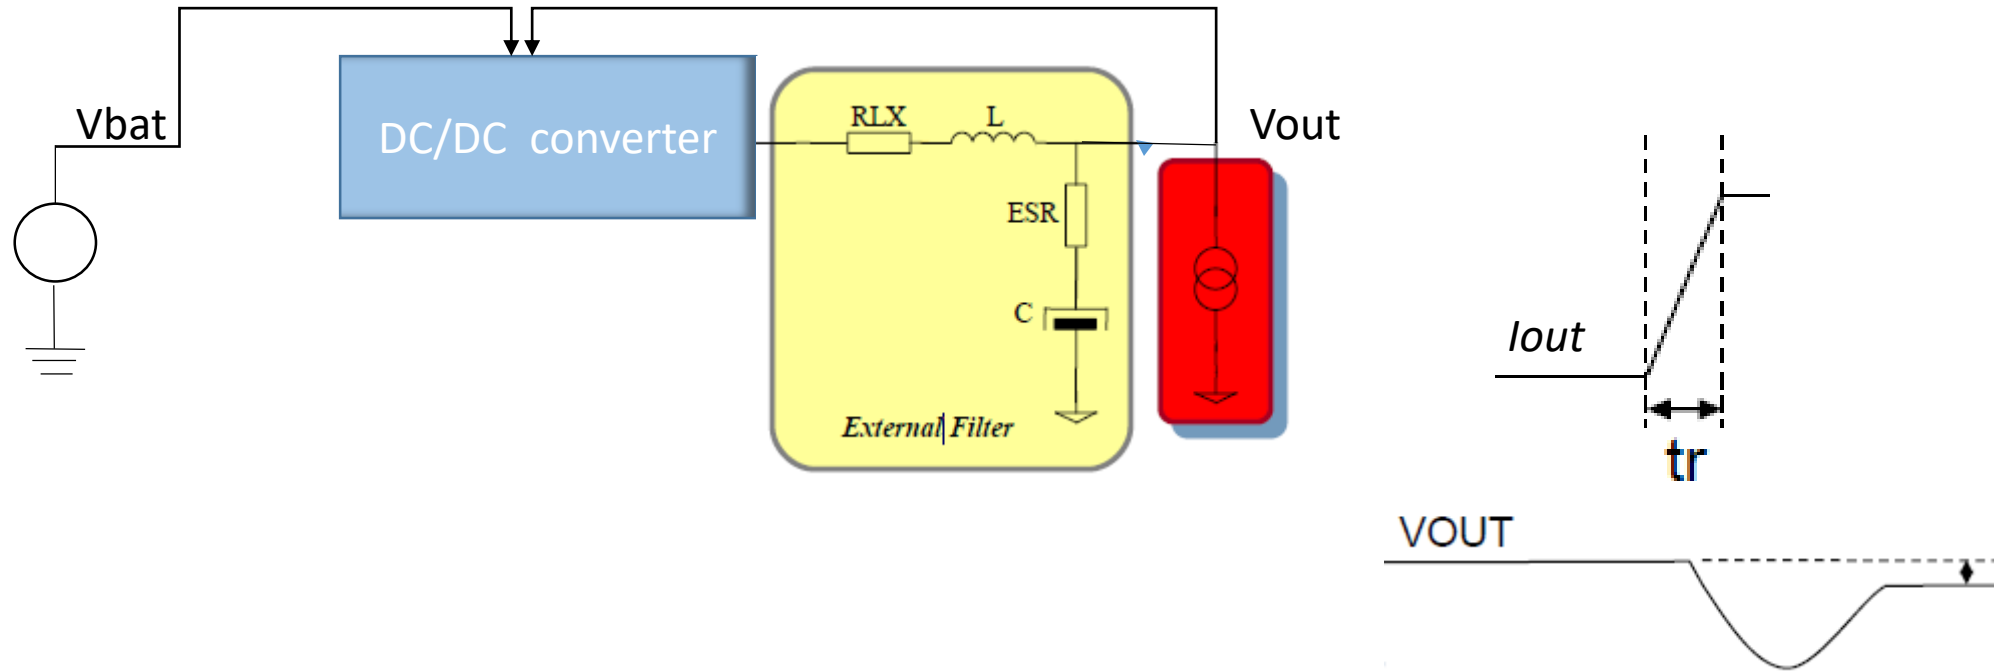 Vbat
DC/DC converter
RLX
L
Vout
ESR
C
External Filter
Iout
tr
VOUT